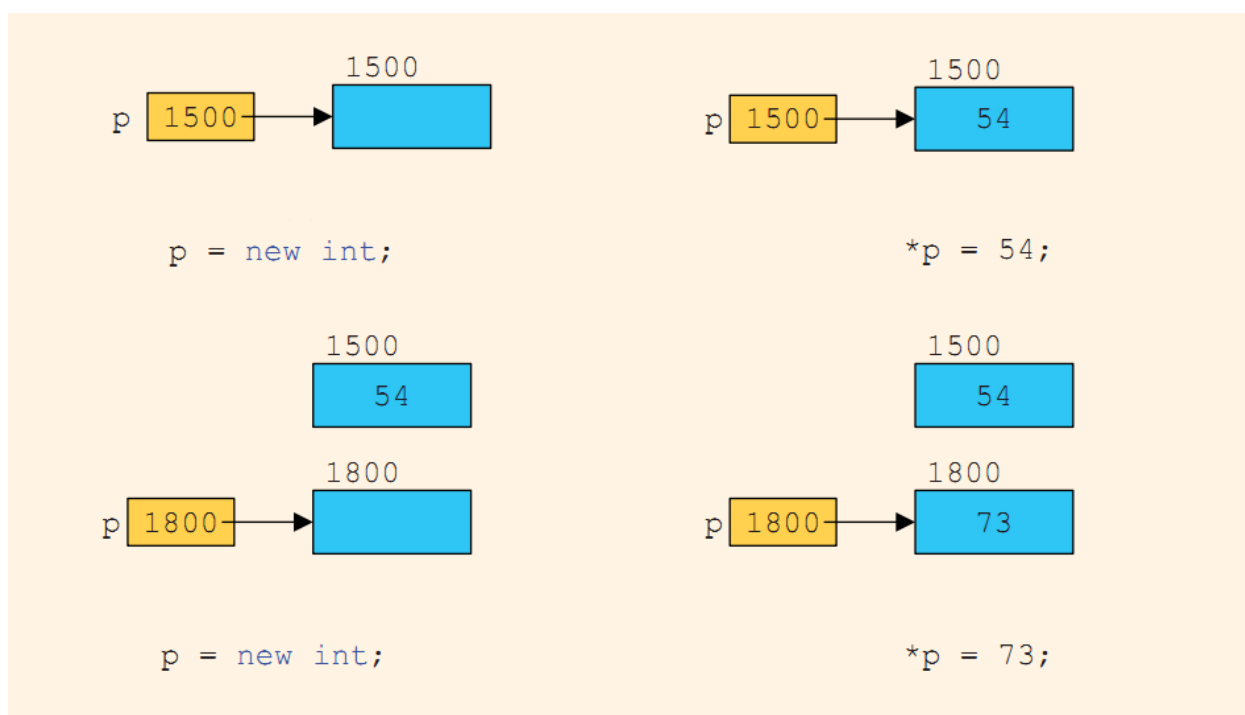 1500
p 1500
p = new int;
1500
p 1500 54
*p = 54;
1500
54
1800
p 1800
p = new int;
1500
54
1800
p 1800 73
*p = 73;